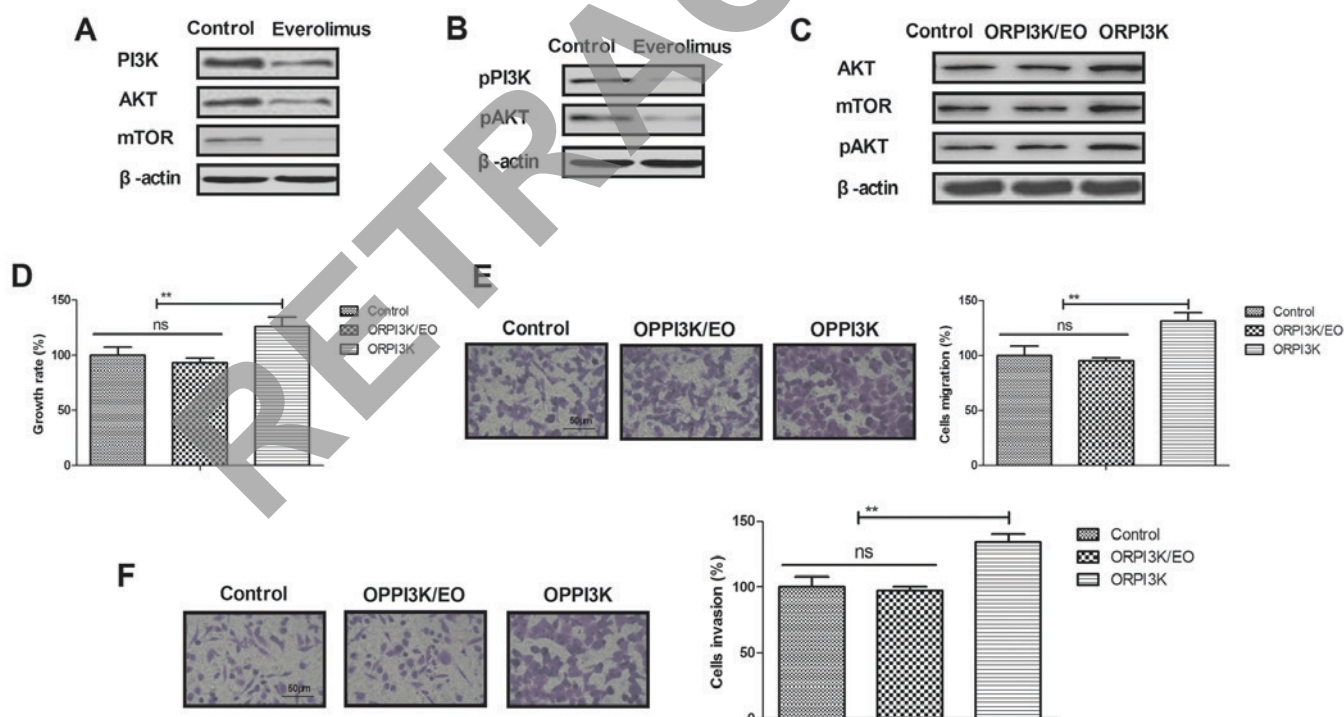 A
Control Everolimus
PI3K
AKT
mTOR
β-actin
B
Control Everolimus
pPI3K
pAKT
β-actin
C
Control ORPI3K/EO ORPI3K
AKT
mTOR
pAKT
β-actin
D
Growth rate (%)
150
100
50
0
**
ns
Control
ORPI3K/EO
ORPI3K
E
Control OPPI3K/EO OPPI3K
50μm
Cells migration (%)
150
100
50
0
**
ns
Control
ORPI3K/EO
ORPI3K
F
Control OPPI3K/EO OPPI3K
50μm
Cells invasion (%)
150
100
50
0
**
ns
Control
ORPI3K/EO
ORPI3K
RETRAC